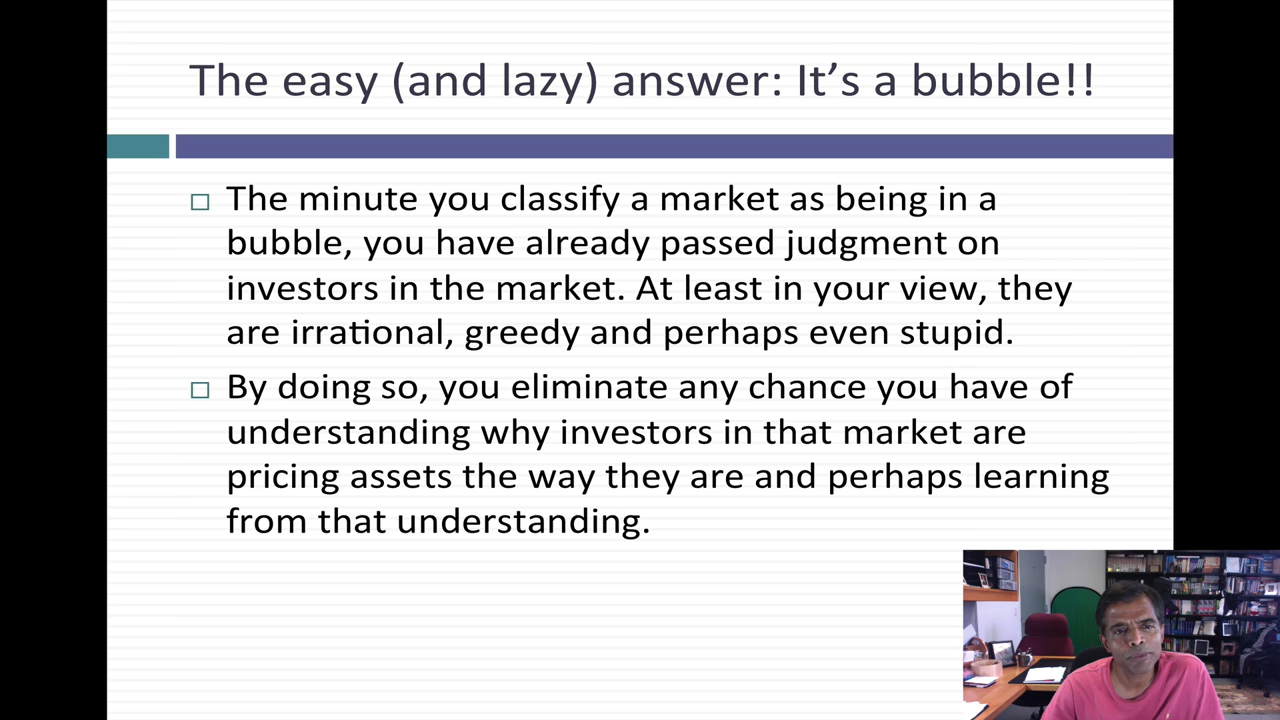 The easy (and lazy) answer: It’s a bubble!!
The minute you classify a market as being in a
bubble, you have already passed judgment on
investors in the market. At least in your view, they
are irrational, greedy and perhaps even stupid.
By doing so, you eliminate any chance you have of
understanding why investors in that market are
pricing assets the way they are and perhaps learning
from that understanding.